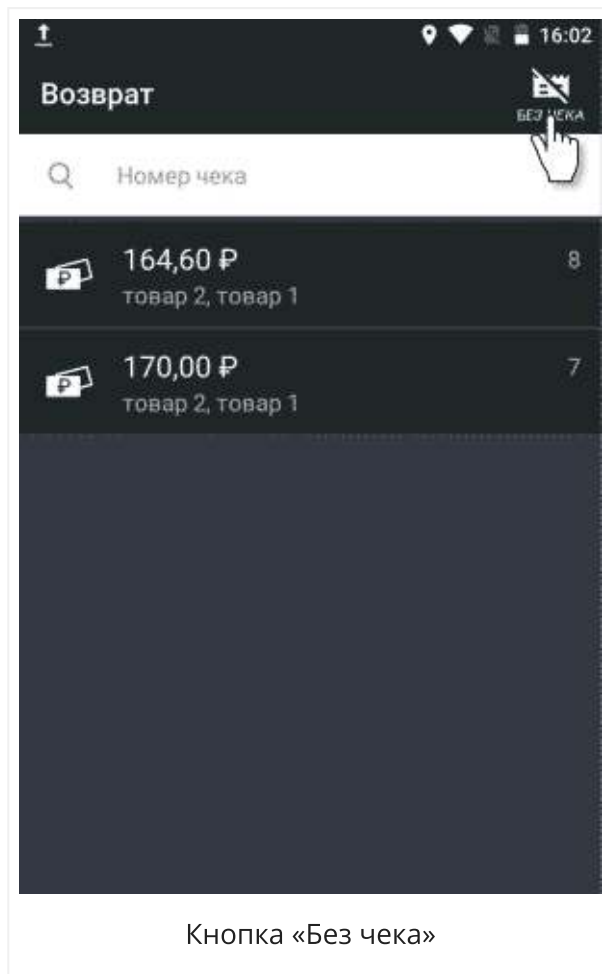 16:02
Возврат
БЕЗ ЧЕКА
Номер чека
164,60 ₽
8
товар 2, товар 1
170,00 ₽
7
товар 2, товар 1
Кнопка «Без чека»